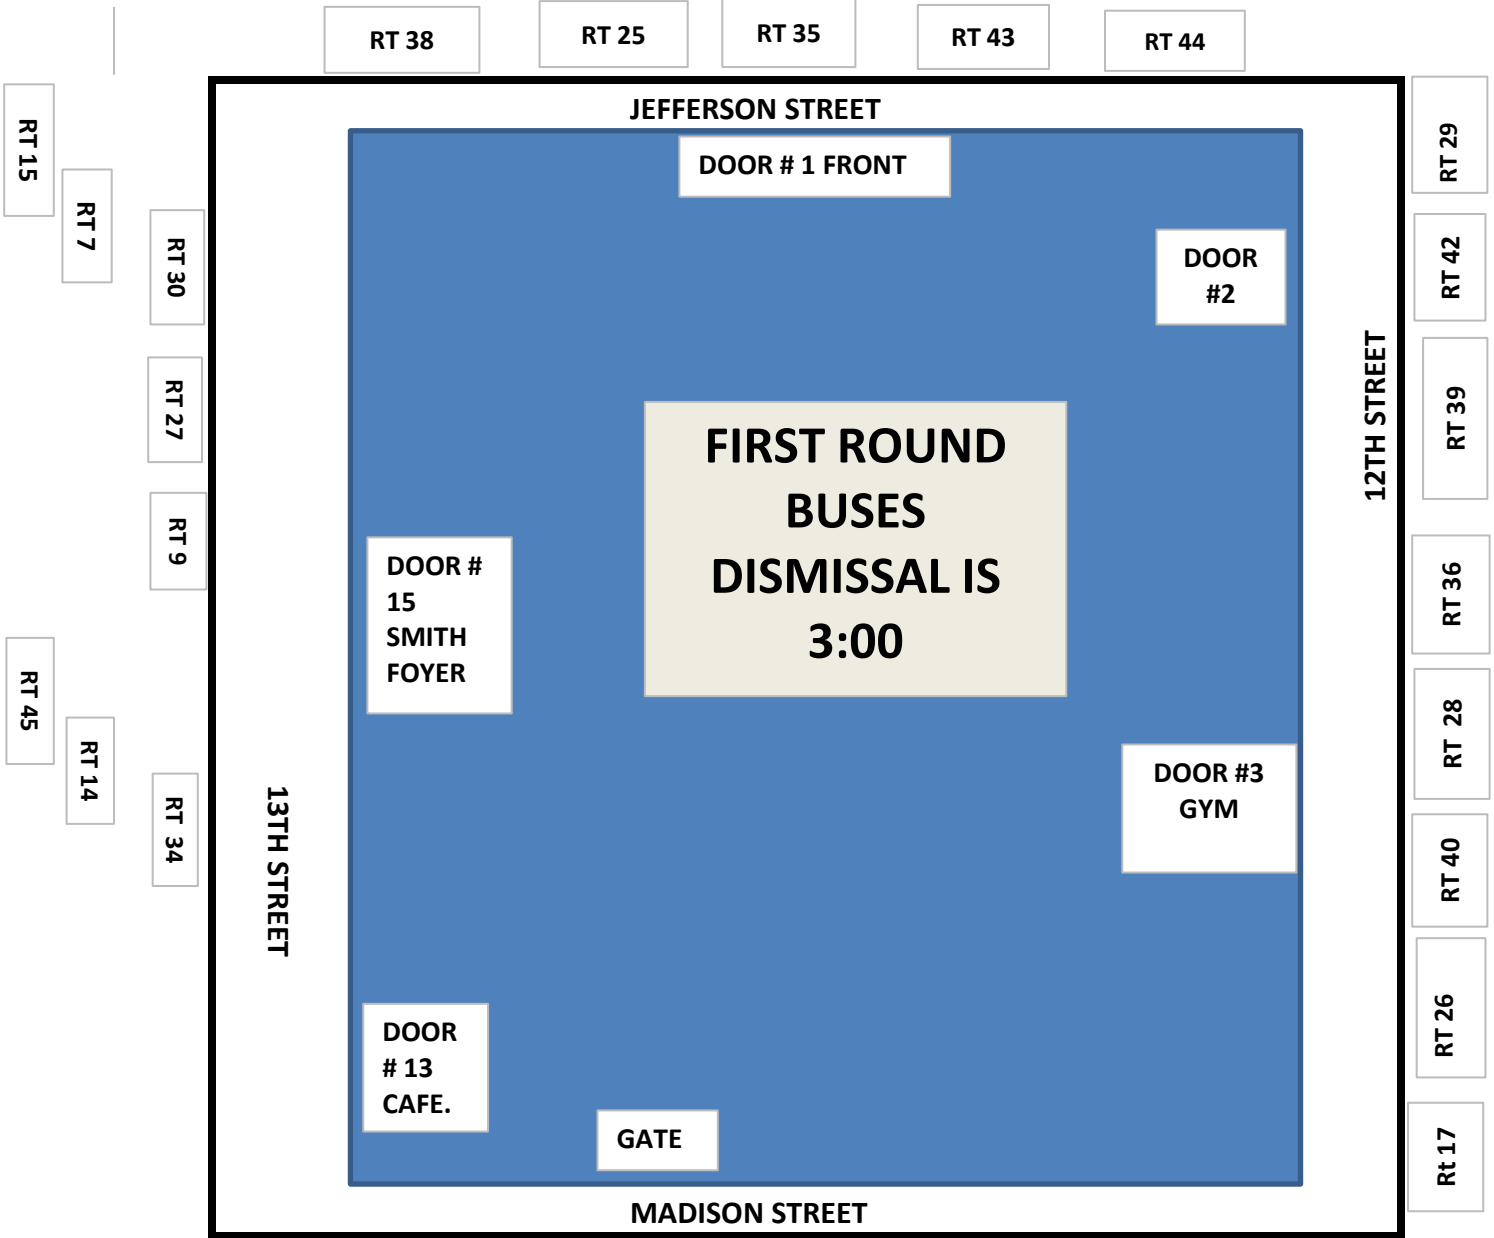 RT 38
RT 25
RT 35
RT 43
RT 44
JEFFERSON STREET
DOOR # 1 FRONT
RT 15
RT 7
RT 30
RT 27
RT 9
RT 45
RT 14
RT 34
13TH STREET
DOOR
#2
FIRST ROUND
BUSES
DISMISSAL IS
3:00
DOOR #
15
SMITH
FOYER
DOOR #3
GYM
DOOR
# 13
CAFE.
GATE
12TH STREET
RT 29
RT 42
RT 39
RT 36
RT 28
RT 40
RT 26
Rt 17
MADISON STREET